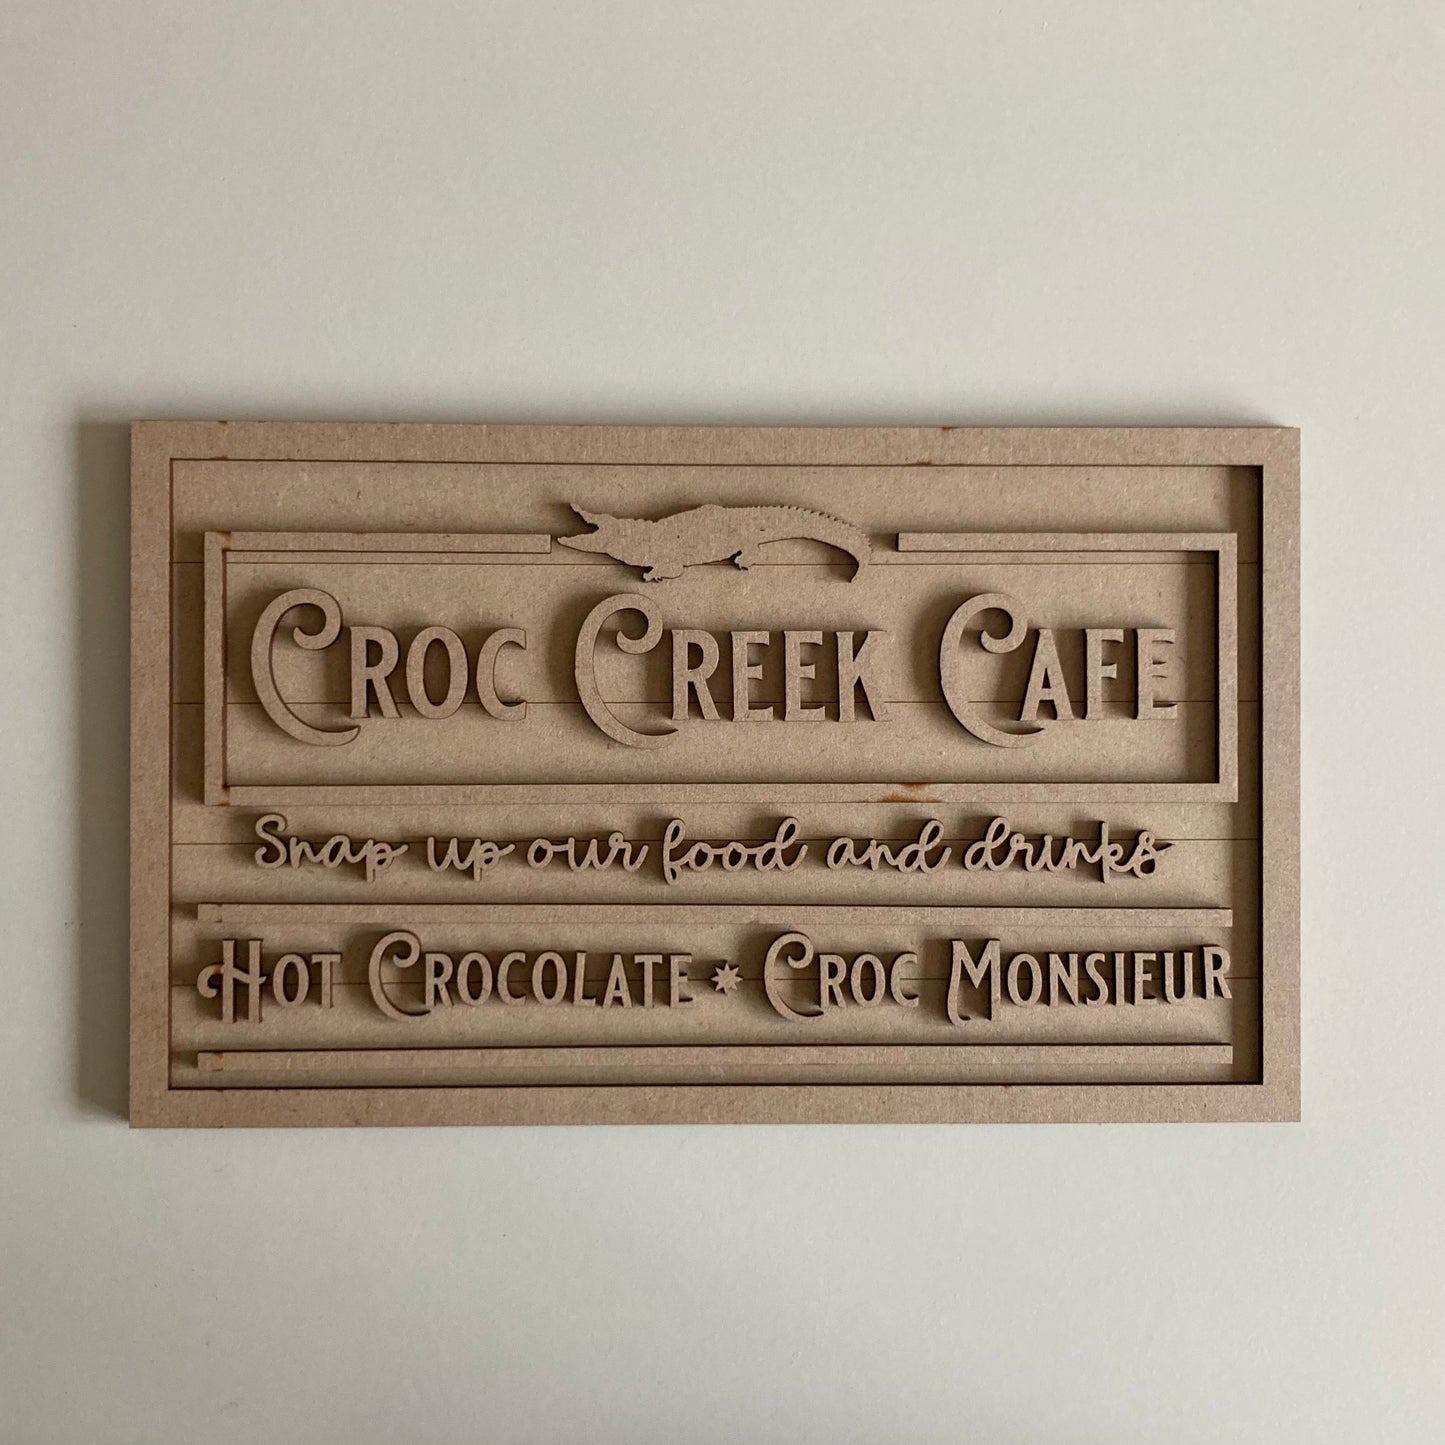 Croc Creek Cafe
Snap up our food and drinks
Hot Crocolate * Croc Monsieur